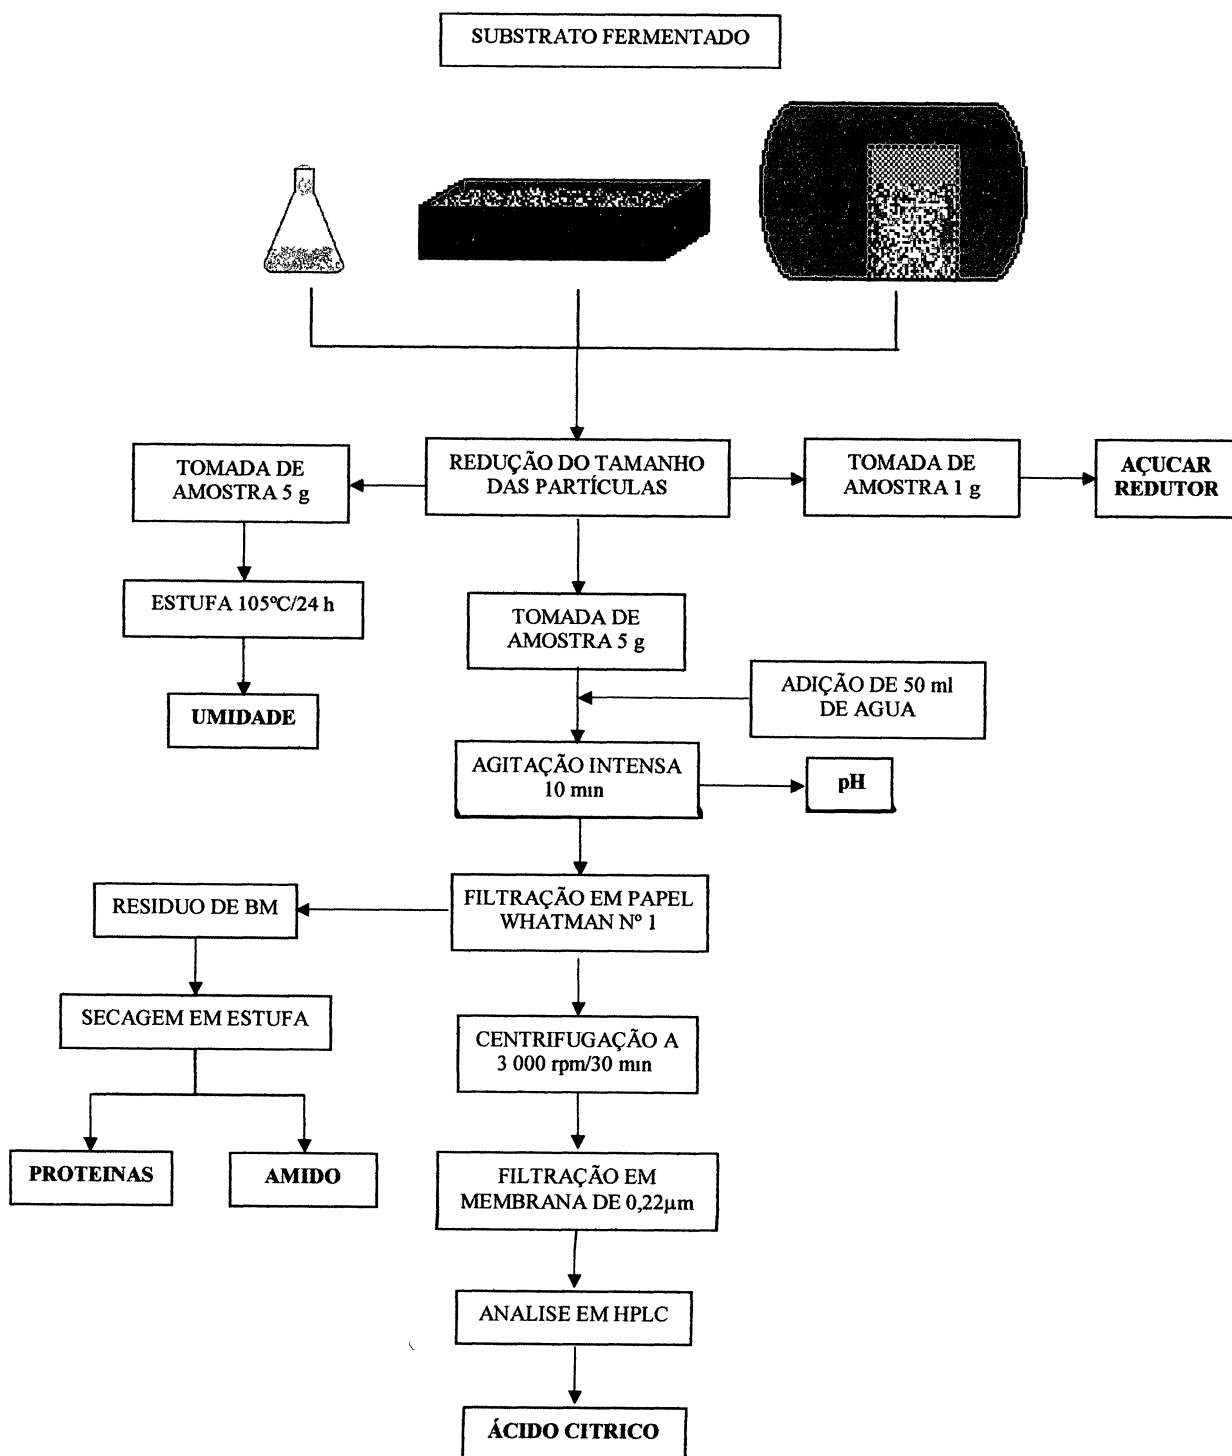 SUBSTRATO FERMENTADO
TOMADA DE
AMOSTRA 5 g
REDUÇÃO DO TAMANHO
DAS PARTÍCULAS
TOMADA DE
AMOSTRA 1 g
AÇUCAR
REDUTOR
ESTUFA 105ºC/24 h
TOMADA DE
AMOSTRA 5 g
UMIDADE
ADIÇÃO DE 50 ml
DE AGUA
AGITAÇÃO INTENSA
10 min
pH
RESIDUO DE BM
FILTRAÇÃO EM PAPEL
WHATMAN Nº 1
SECAGEM EM ESTUFA
CENTRIFUGAÇÃO A
3 000 rpm/30 min
PROTEINAS
AMIDO
FILTRAÇÃO EM
MEMBRANA DE 0,22µm
ANALISE EM HPLC
ÁCIDO CITRICO